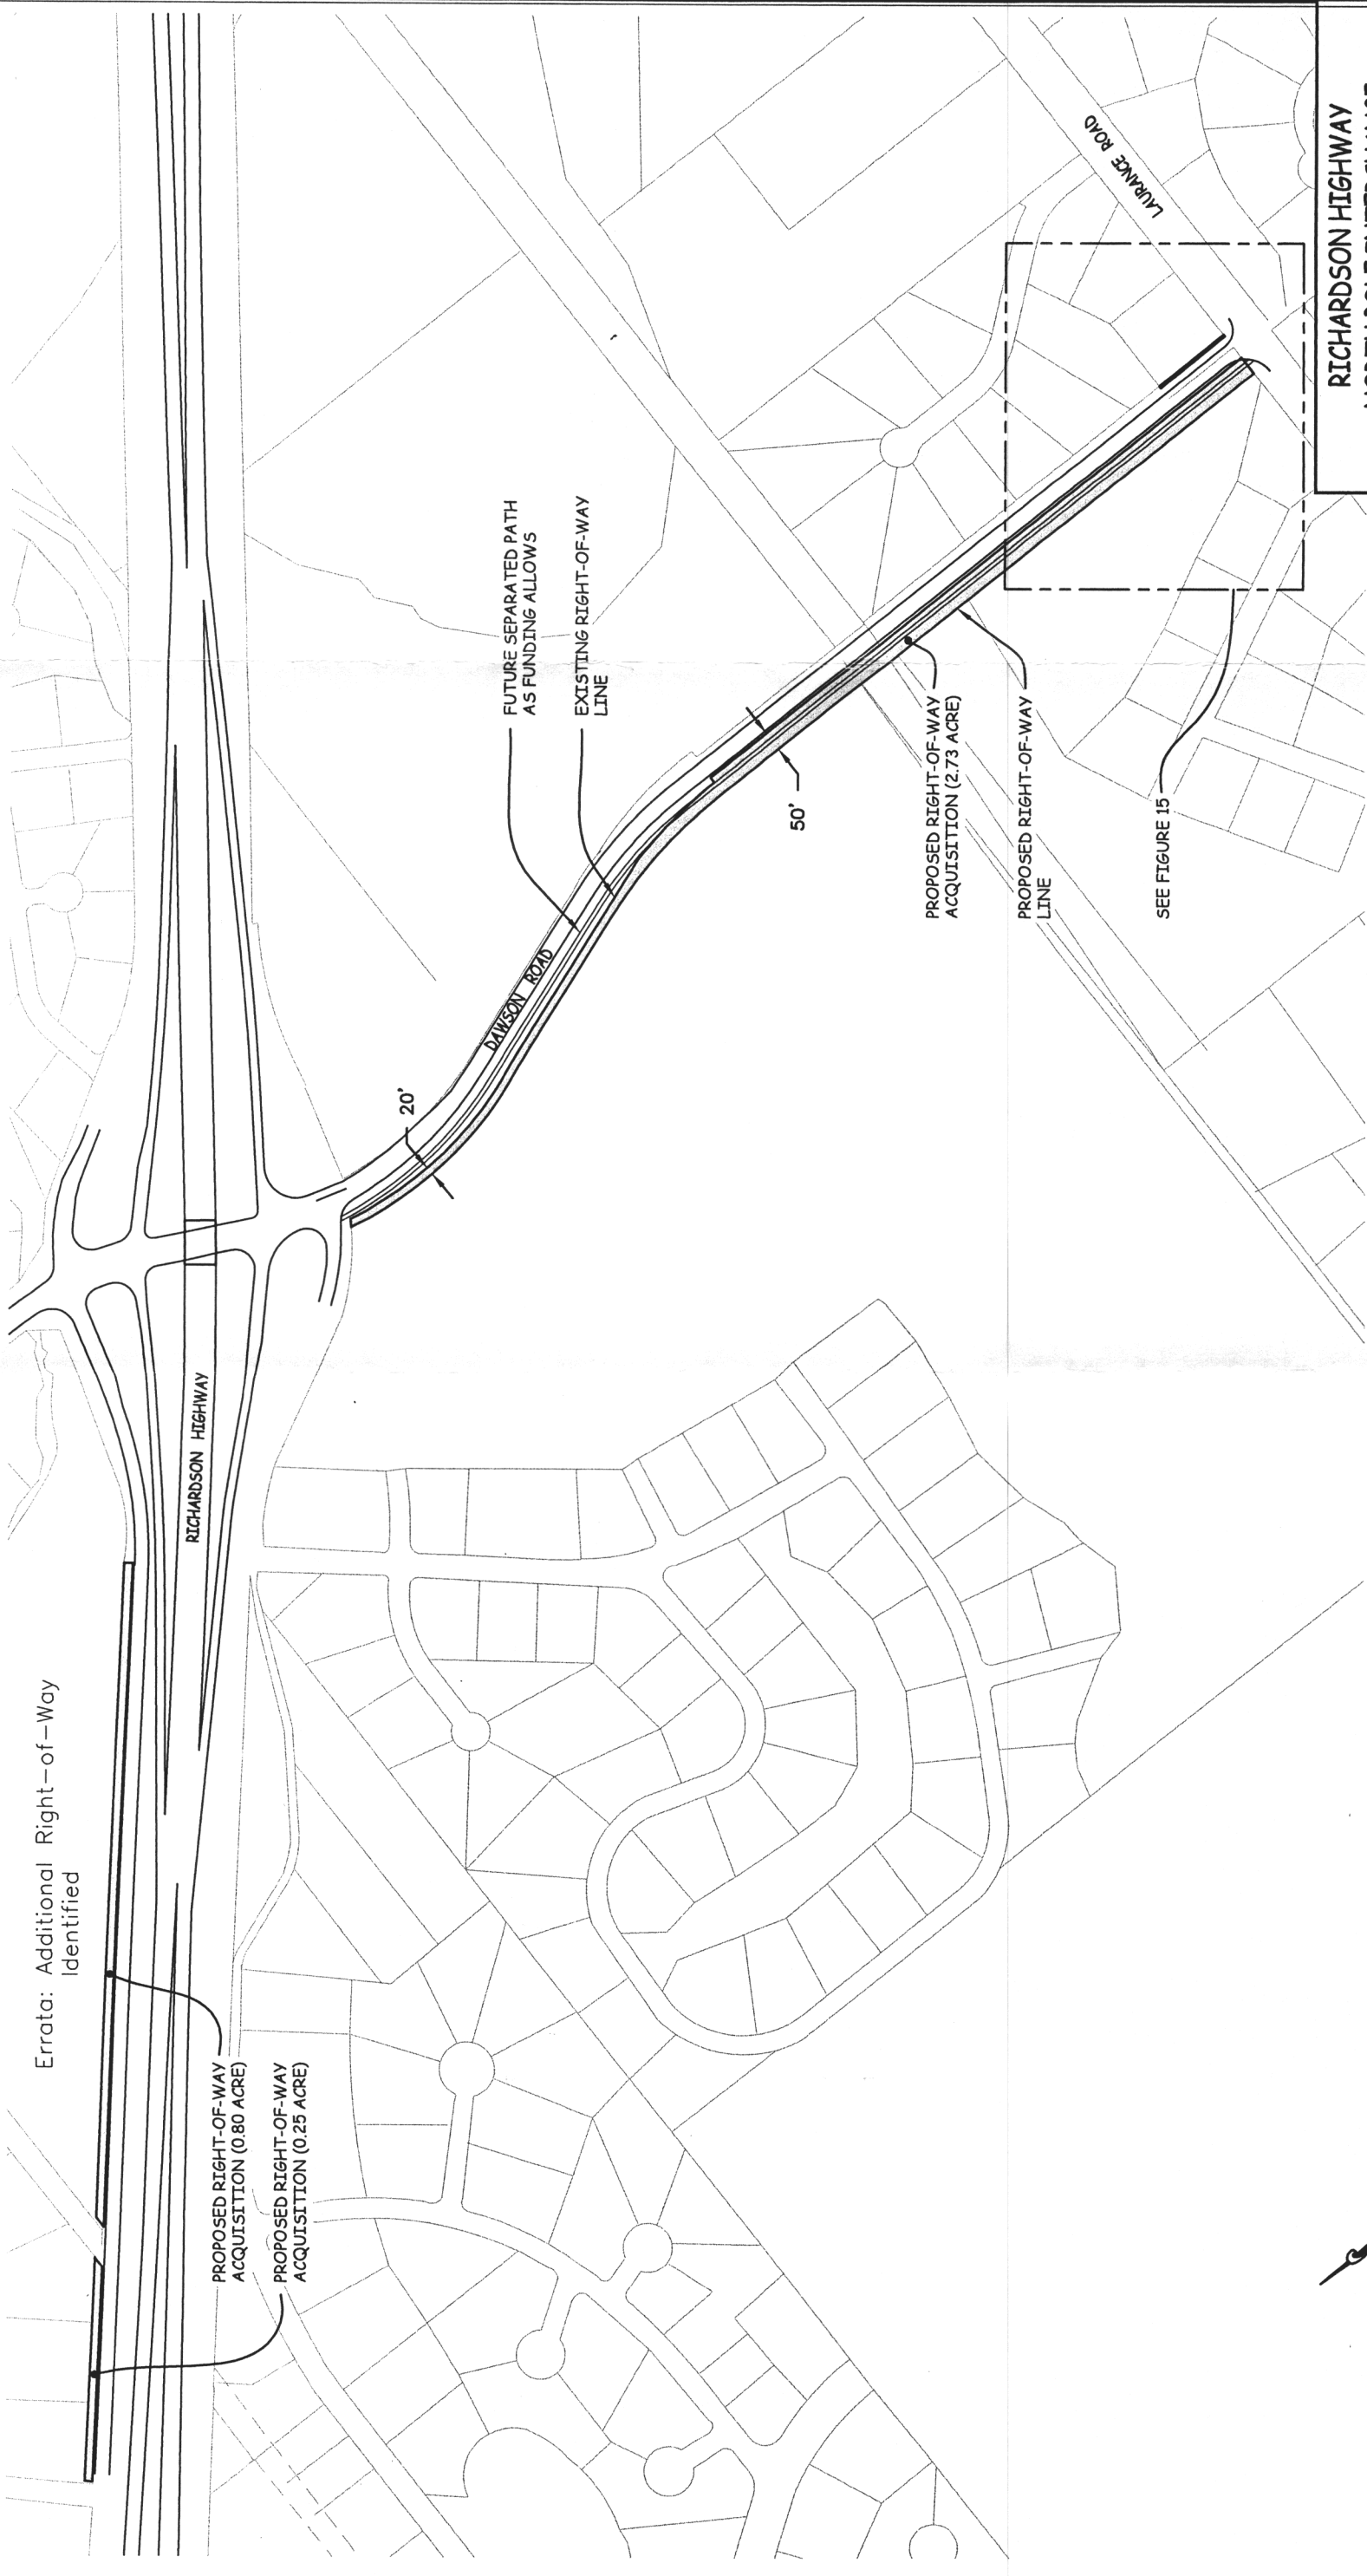 Errata: Additional Right-of-Way
Identified
PROPOSED RIGHT-OF-WAY
ACQUISITION (0.80 ACRE)
PROPOSED RIGHT-OF-WAY
ACQUISITION (0.25 ACRE)
RICHARDSON HIGHWAY
20'
DAWSON ROAD
FUTURE SEPARATED PATH
AS FUNDING ALLOWS
EXISTING RIGHT-OF-WAY
LINE
50'
PROPOSED RIGHT-OF-WAY
ACQUISITION (2.73 ACRE)
PROPOSED RIGHT-OF-WAY
LINE
SEE FIGURE 15
LAURANCE ROAD
RICHARDSON HIGHWAY